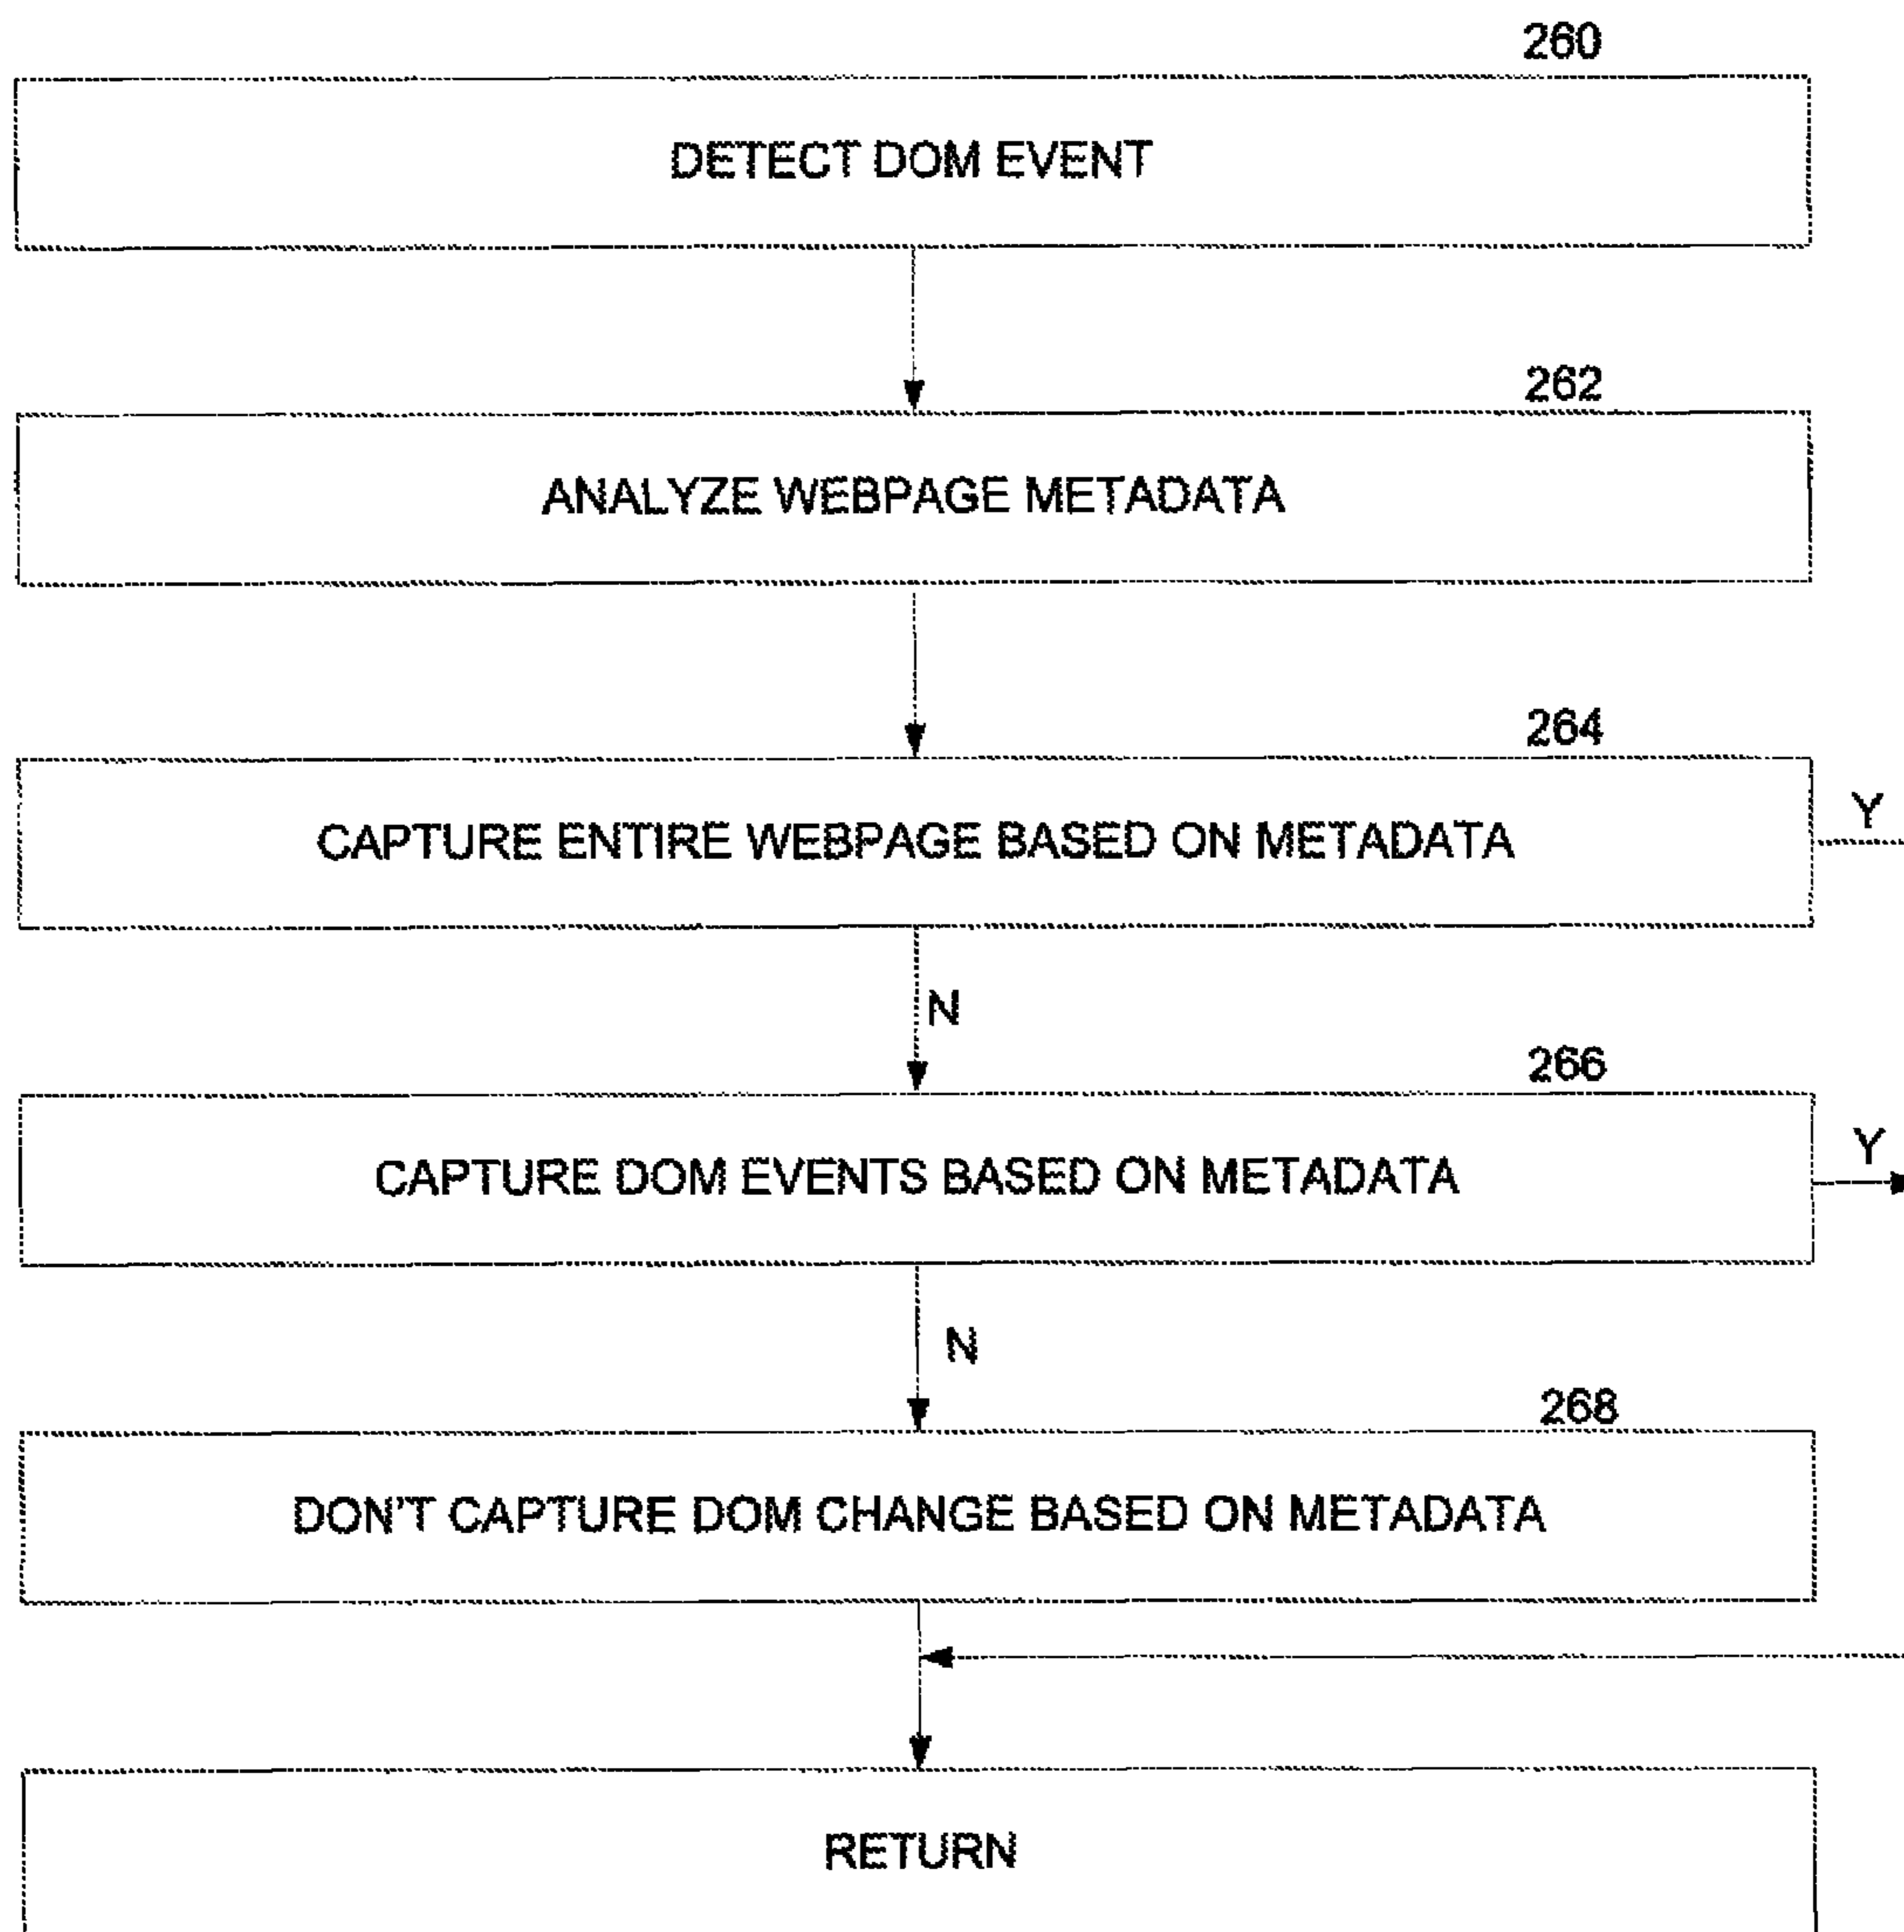 260
DETECT DOM EVENT
262
ANALYZE WEBPAGE METADATA
264
CAPTURE ENTIRE WEBPAGE BASED ON METADATA
Y
N
266
CAPTURE DOM EVENTS BASED ON METADATA
Y
N
268
DON'T CAPTURE DOM CHANGE BASED ON METADATA
RETURN